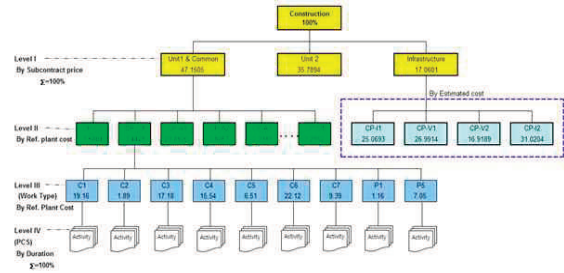 Construction
100%
Level I
By Subcontract price
Σ=100%
Unit1 & Common
47.1505
Unit 2
35.7894
Infrastructure
17.0601
By Estimated cost
Level II
By Ref. plant cost
CP-I1
25.0693
CP-V1
26.9914
CP-V2
16.9189
CP-I2
31.0204
Level III
(Work Type)
By Ref. Plant Cost
C1
19.16
C2
1.89
C3
17.18
C4
15.54
C5
6.51
C6
22.12
C7
9.39
P1
1.16
P5
7.05
Level IV
(PCS)
By Duration
Σ=100%
Activity
Activity
Activity
Activity
Activity
Activity
Activity
Activity
Activity